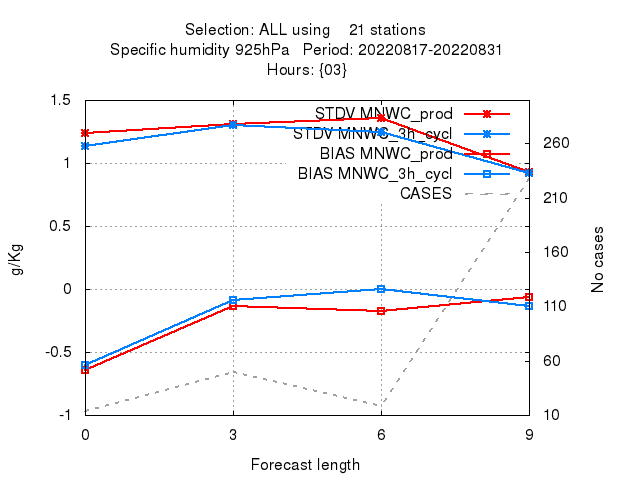 Selection: ALL using 21 stations
Specific humidity 925hPa Period: 20220817-20220831
Hours: {03}
STDV MNWC_prod
STDV MNWC_3h_cycl
BIAS MNWC_prod
BIAS MNWC_3h_cycl
CASES
1.5
1
0.5
0
-0.5
-1
g/Kg
260
210
160
110
60
10
No cases
0 3 6 9
Forecast length